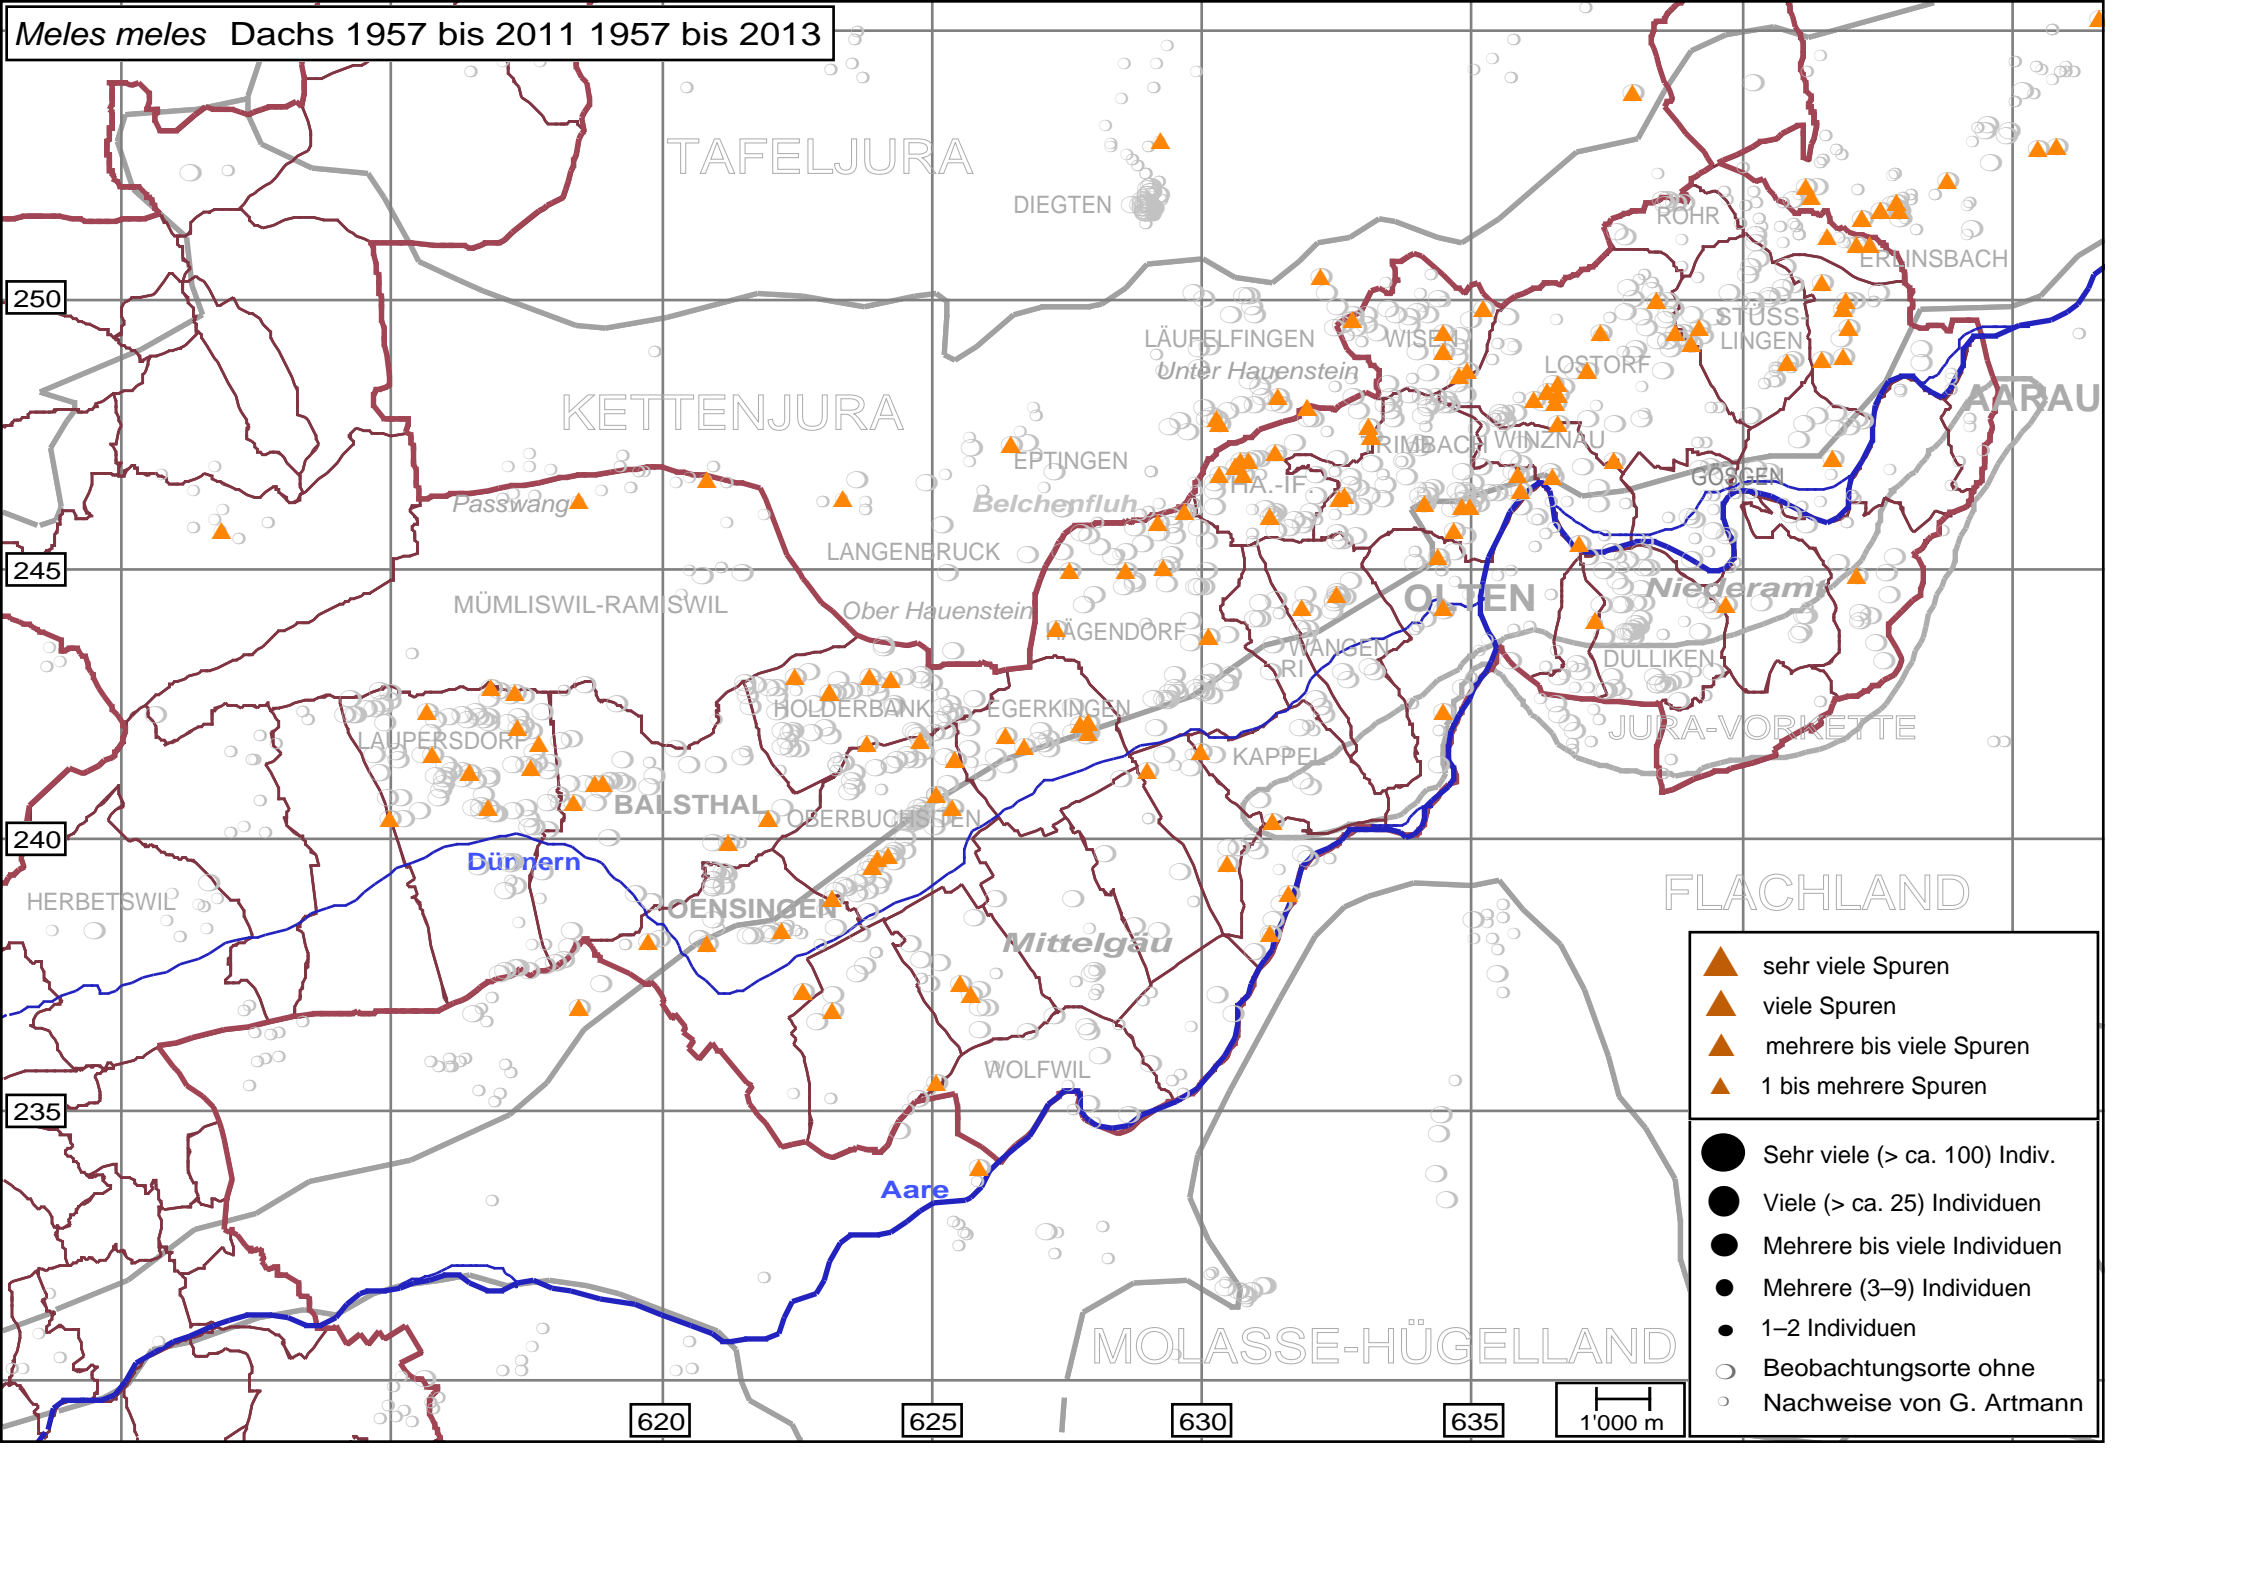 Meles meles Dachs 1957 bis 2011 1957 bis 2013
TAFELJURA
DIEGTEN
ROHR
ERLINSBACH
250
STÜSS-
LINGEN
LÄUFELFINGEN
WISEN
Unter Hauenstein
LOSTORF
AARAU
KETTENJURA
TRIMBACH
WINZNAU
EPTINGEN
GÖSGEN
HA.-IF.
Passwang
Belchenfluh
LANGENBRUCK
245
Niederamt
OLTEN
MÜMLISWIL-RAMISWIL
Ober Hauenstein
HÄGENDORF
WANGEN
RI
DULLIKEN
HOLDERBANK
EGERKINGEN
JURA-VORKETTE
LAUPERSDORF
KAPPEL
BALSTHAL
OBERBUCHSITEN
240
Dünnern
HERBETSWIL
OENSINGEN
FLACHLAND
Mittelgäu
sehr viele Spuren
viele Spuren
mehrere bis viele Spuren
WOLFWIL
1 bis mehrere Spuren
235
Sehr viele (> ca. 100) Indiv.
Aare
Viele (> ca. 25) Individuen
Mehrere bis viele Individuen
Mehrere (3–9) Individuen
1–2 Individuen
MOLASSE-HÜGELLAND
Beobachtungsorte ohne
Nachweise von G. Artmann
620
625
630
635
1'000 m